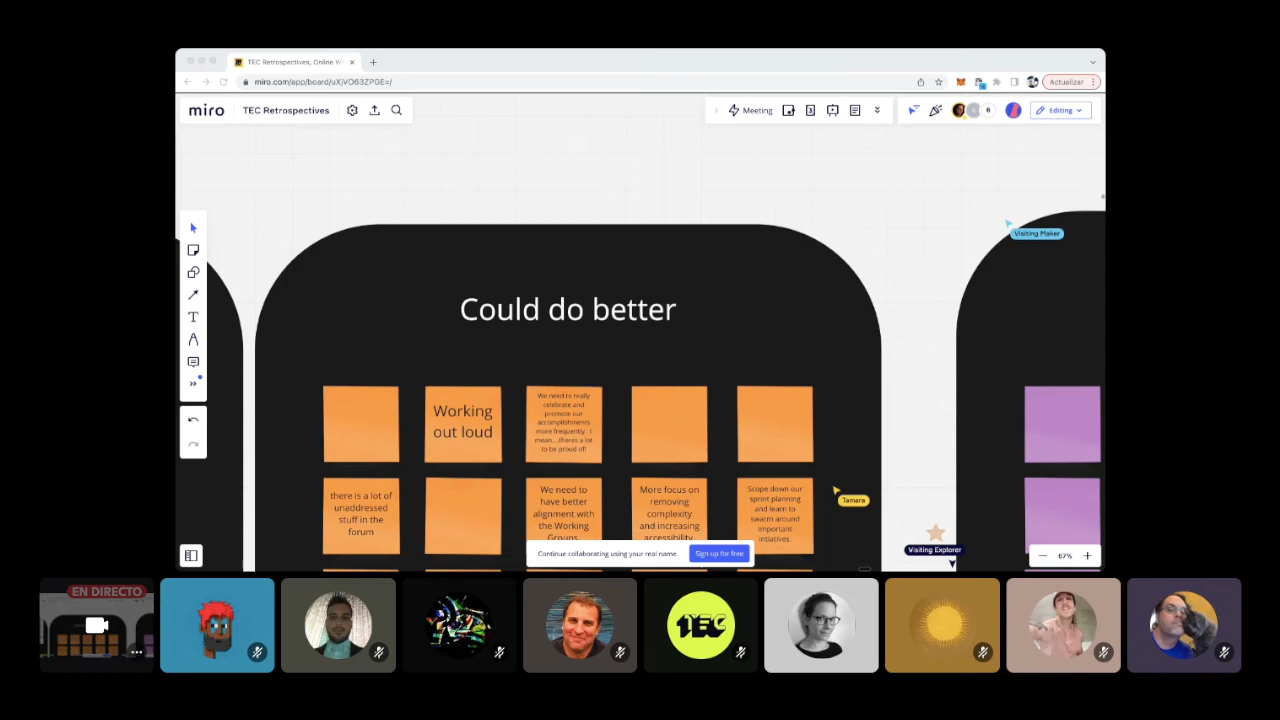 TEC Retrospectives, Online W
miro.com/app/board/uXjVO63ZPGE=/
Actualizar
miro
TEC Retrospectives
Meeting
6
Editing
Visiting Maker
Could do better
Working
out loud
We need to really
celebrate and
promote our
accomplishments
more frequently. I
mean....theres a lot
to be proud of!
there is a lot of
unaddressed
stuff in the
forum
We need to
have better
alignment with
the Working
Groups
More focus on
removing
complexity
and increasing
accessibility
Scope down our
sprint planning
and learn to
swarm around
important
intiatives.
Tamara
Visiting Explorer
Continue collaborating using your real name.
Sign up for free
67%
EN DIRECTO
TEC